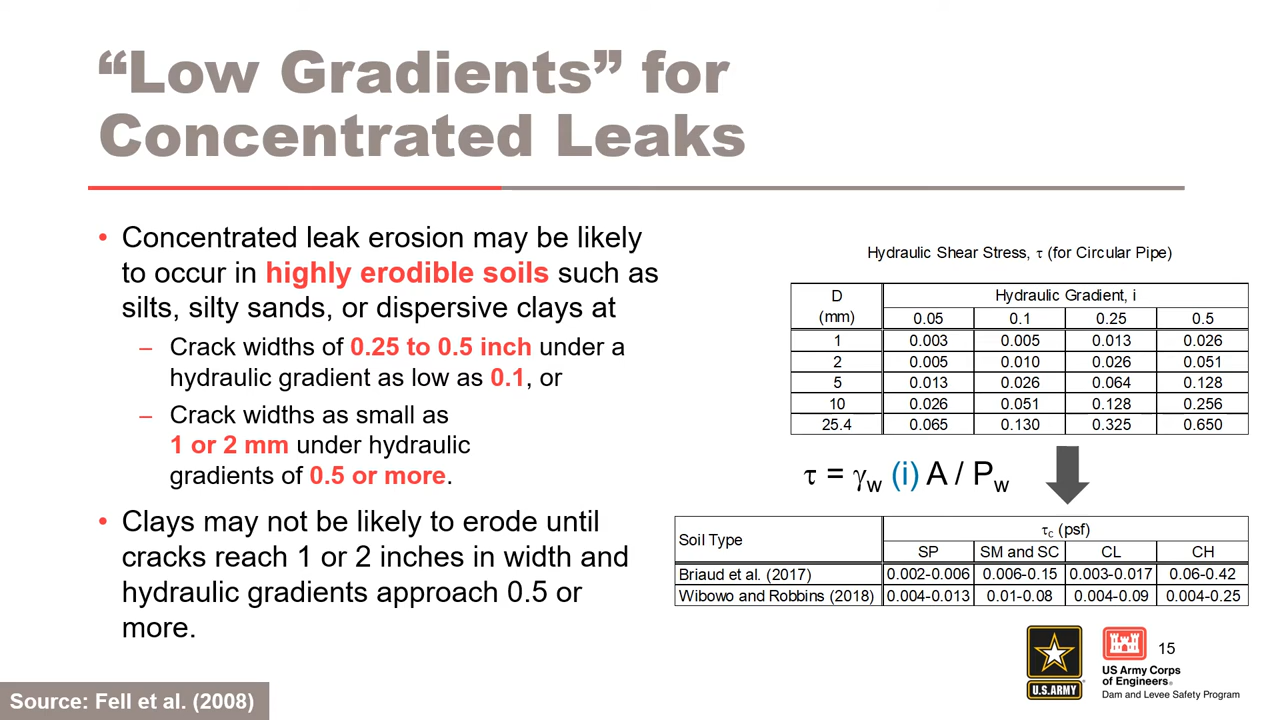 “Low Gradients” for
Concentrated Leaks
• Concentrated leak erosion may be likely
to occur in highly erodible soils such as
silts, silty sands, or dispersive clays at
– Crack widths of 0.25 to 0.5 inch under a
hydraulic gradient as low as 0.1, or
– Crack widths as small as
1 or 2 mm under hydraulic
gradients of 0.5 or more.
• Clays may not be likely to erode until
cracks reach 1 or 2 inches in width and
hydraulic gradients approach 0.5 or
more.
Hydraulic Shear Stress, τ (for Circular Pipe)
D (mm) Hydraulic Gradient, i
0.05 0.1 0.25 0.5
1 0.003 0.005 0.013 0.026
2 0.005 0.010 0.026 0.051
5 0.013 0.026 0.064 0.128
10 0.026 0.051 0.128 0.256
25.4 0.065 0.130 0.325 0.650
τ = γw (i) A / Pw
Soil Type τc (psf)
SP SM and SC CL CH
Briaud et al. (2017) 0.002-0.006 0.006-0.15 0.003-0.017 0.06-0.42
Wibowo and Robbins (2018) 0.004-0.013 0.01-0.08 0.004-0.09 0.004-0.25
U.S.ARMY
US Army Corps
of Engineers®
Dam and Levee Safety Program
15
Source: Fell et al. (2008)